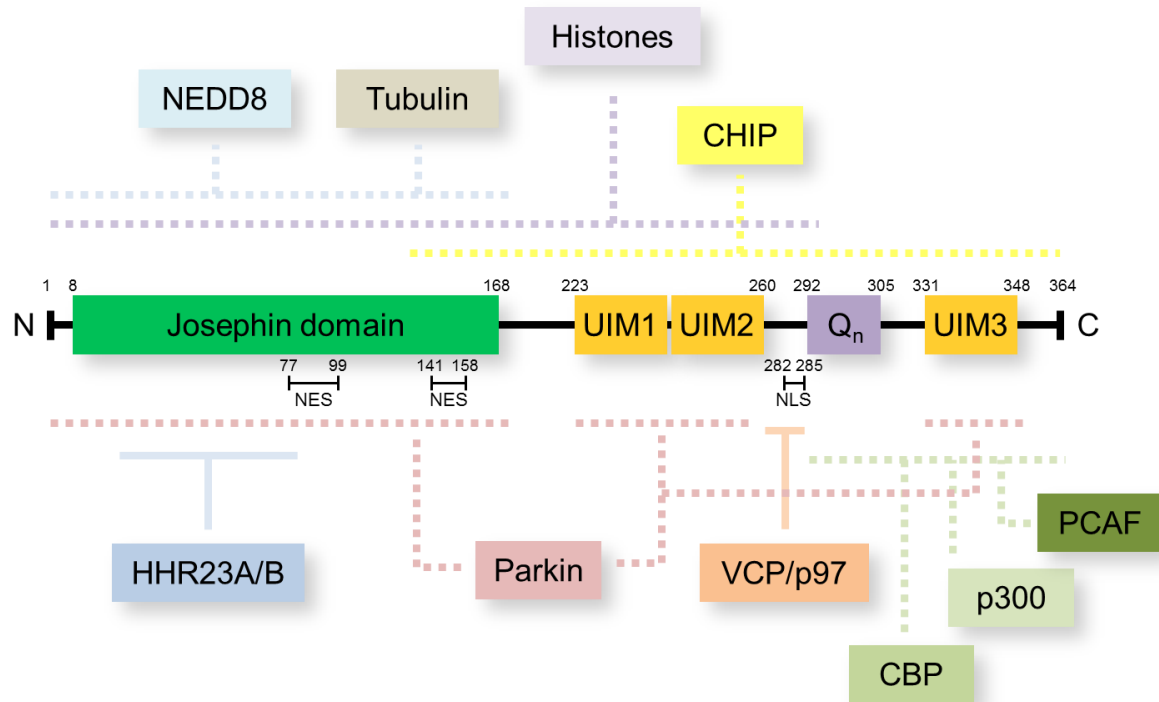 Histones
NEDD8
Tubulin
CHIP
1 8 168 223 260 292 305 331 348 364
N Josephin domain UIM1 UIM2 Qn UIM3 C
77 99 141 158 282 285
NES NES NLS
HHR23A/B
Parkin
VCP/p97
PCAF
p300
CBP